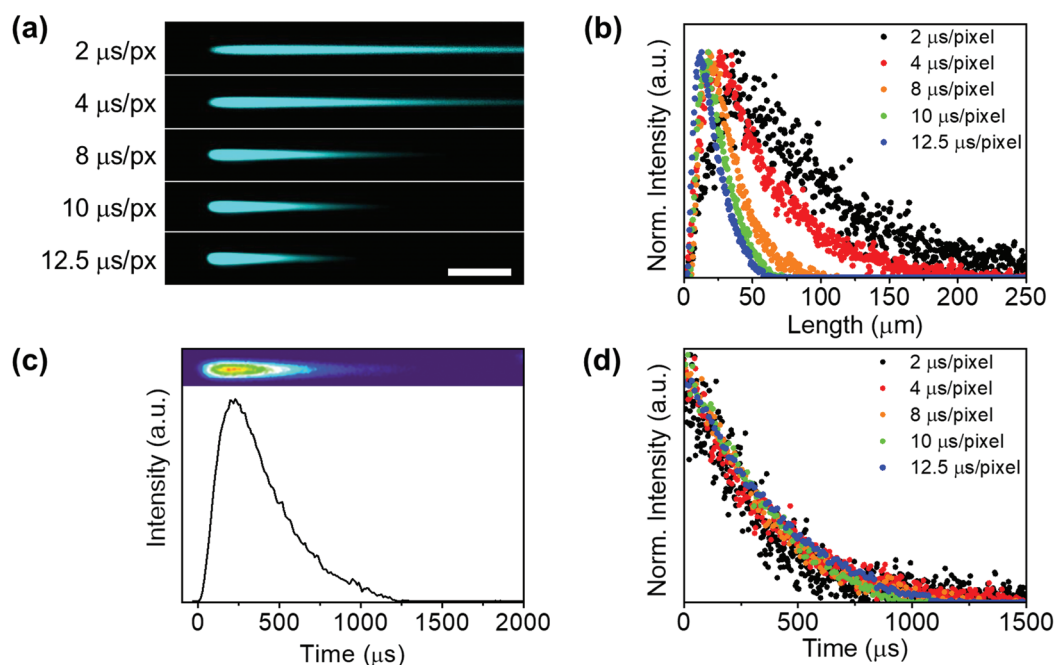 (a)
2 μs/px
4 μs/px
8 μs/px
10 μs/px
12.5 μs/px
(b)
Norm. Intensity (a.u.)
2 μs/pixel
4 μs/pixel
8 μs/pixel
10 μs/pixel
12.5 μs/pixel
0 50 100 150 200 250
Length (μm)
(c)
Intensity (a.u.)
0 500 1000 1500 2000
Time (μs)
(d)
Norm. Intensity (a.u.)
2 μs/pixel
4 μs/pixel
8 μs/pixel
10 μs/pixel
12.5 μs/pixel
0 500 1000 1500
Time (μs)